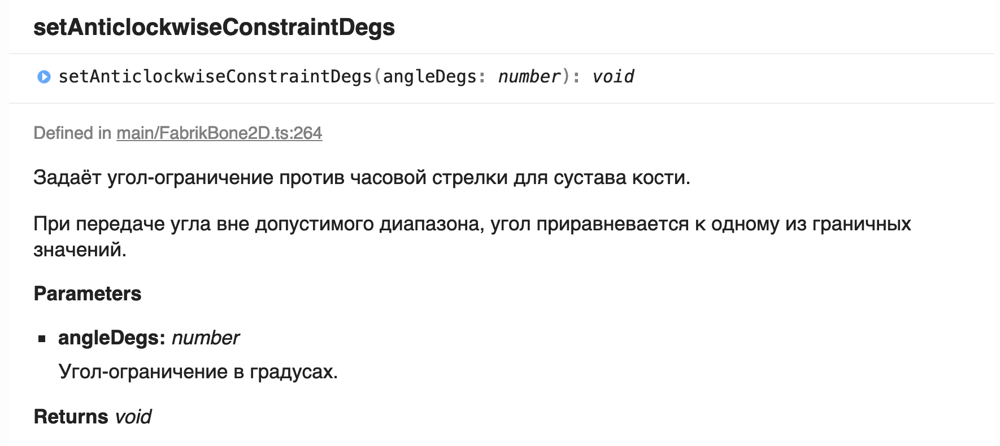 setAnticlockwiseConstraintDegs
setAnticlockwiseConstraintDegs(angleDegs: number): void
Defined in main/FabrikBone2D.ts:264
Задаёт угол-ограничение против часовой стрелки для сустава кости.
При передаче угла вне допустимого диапазона, угол приравневается к одному из граничных
значений.
Parameters
angleDegs: number
Угол-ограничение в градусах.
Returns void